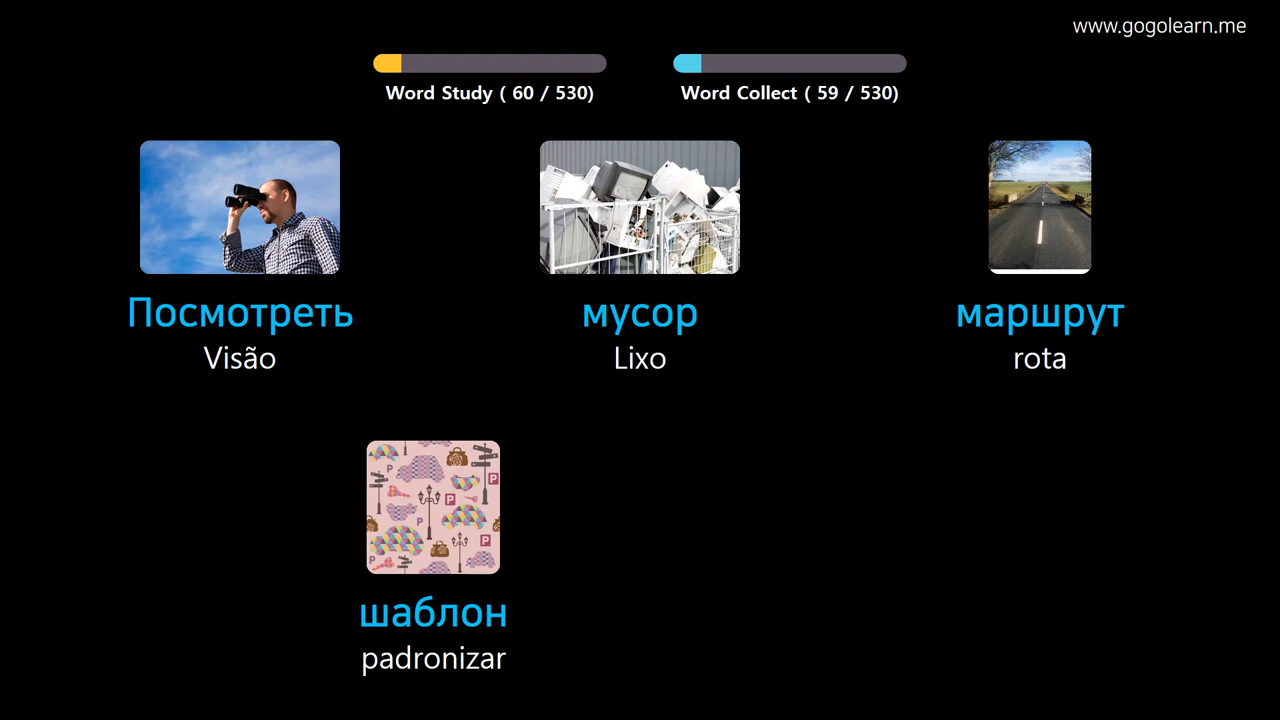 www.gogolearn.me
Word Study ( 60 / 530)
Word Collect ( 59 / 530)
Посмотреть
Visão
мусор
Lixo
маршрут
rota
P
P
P
P
P
P
шаблон
padronizar